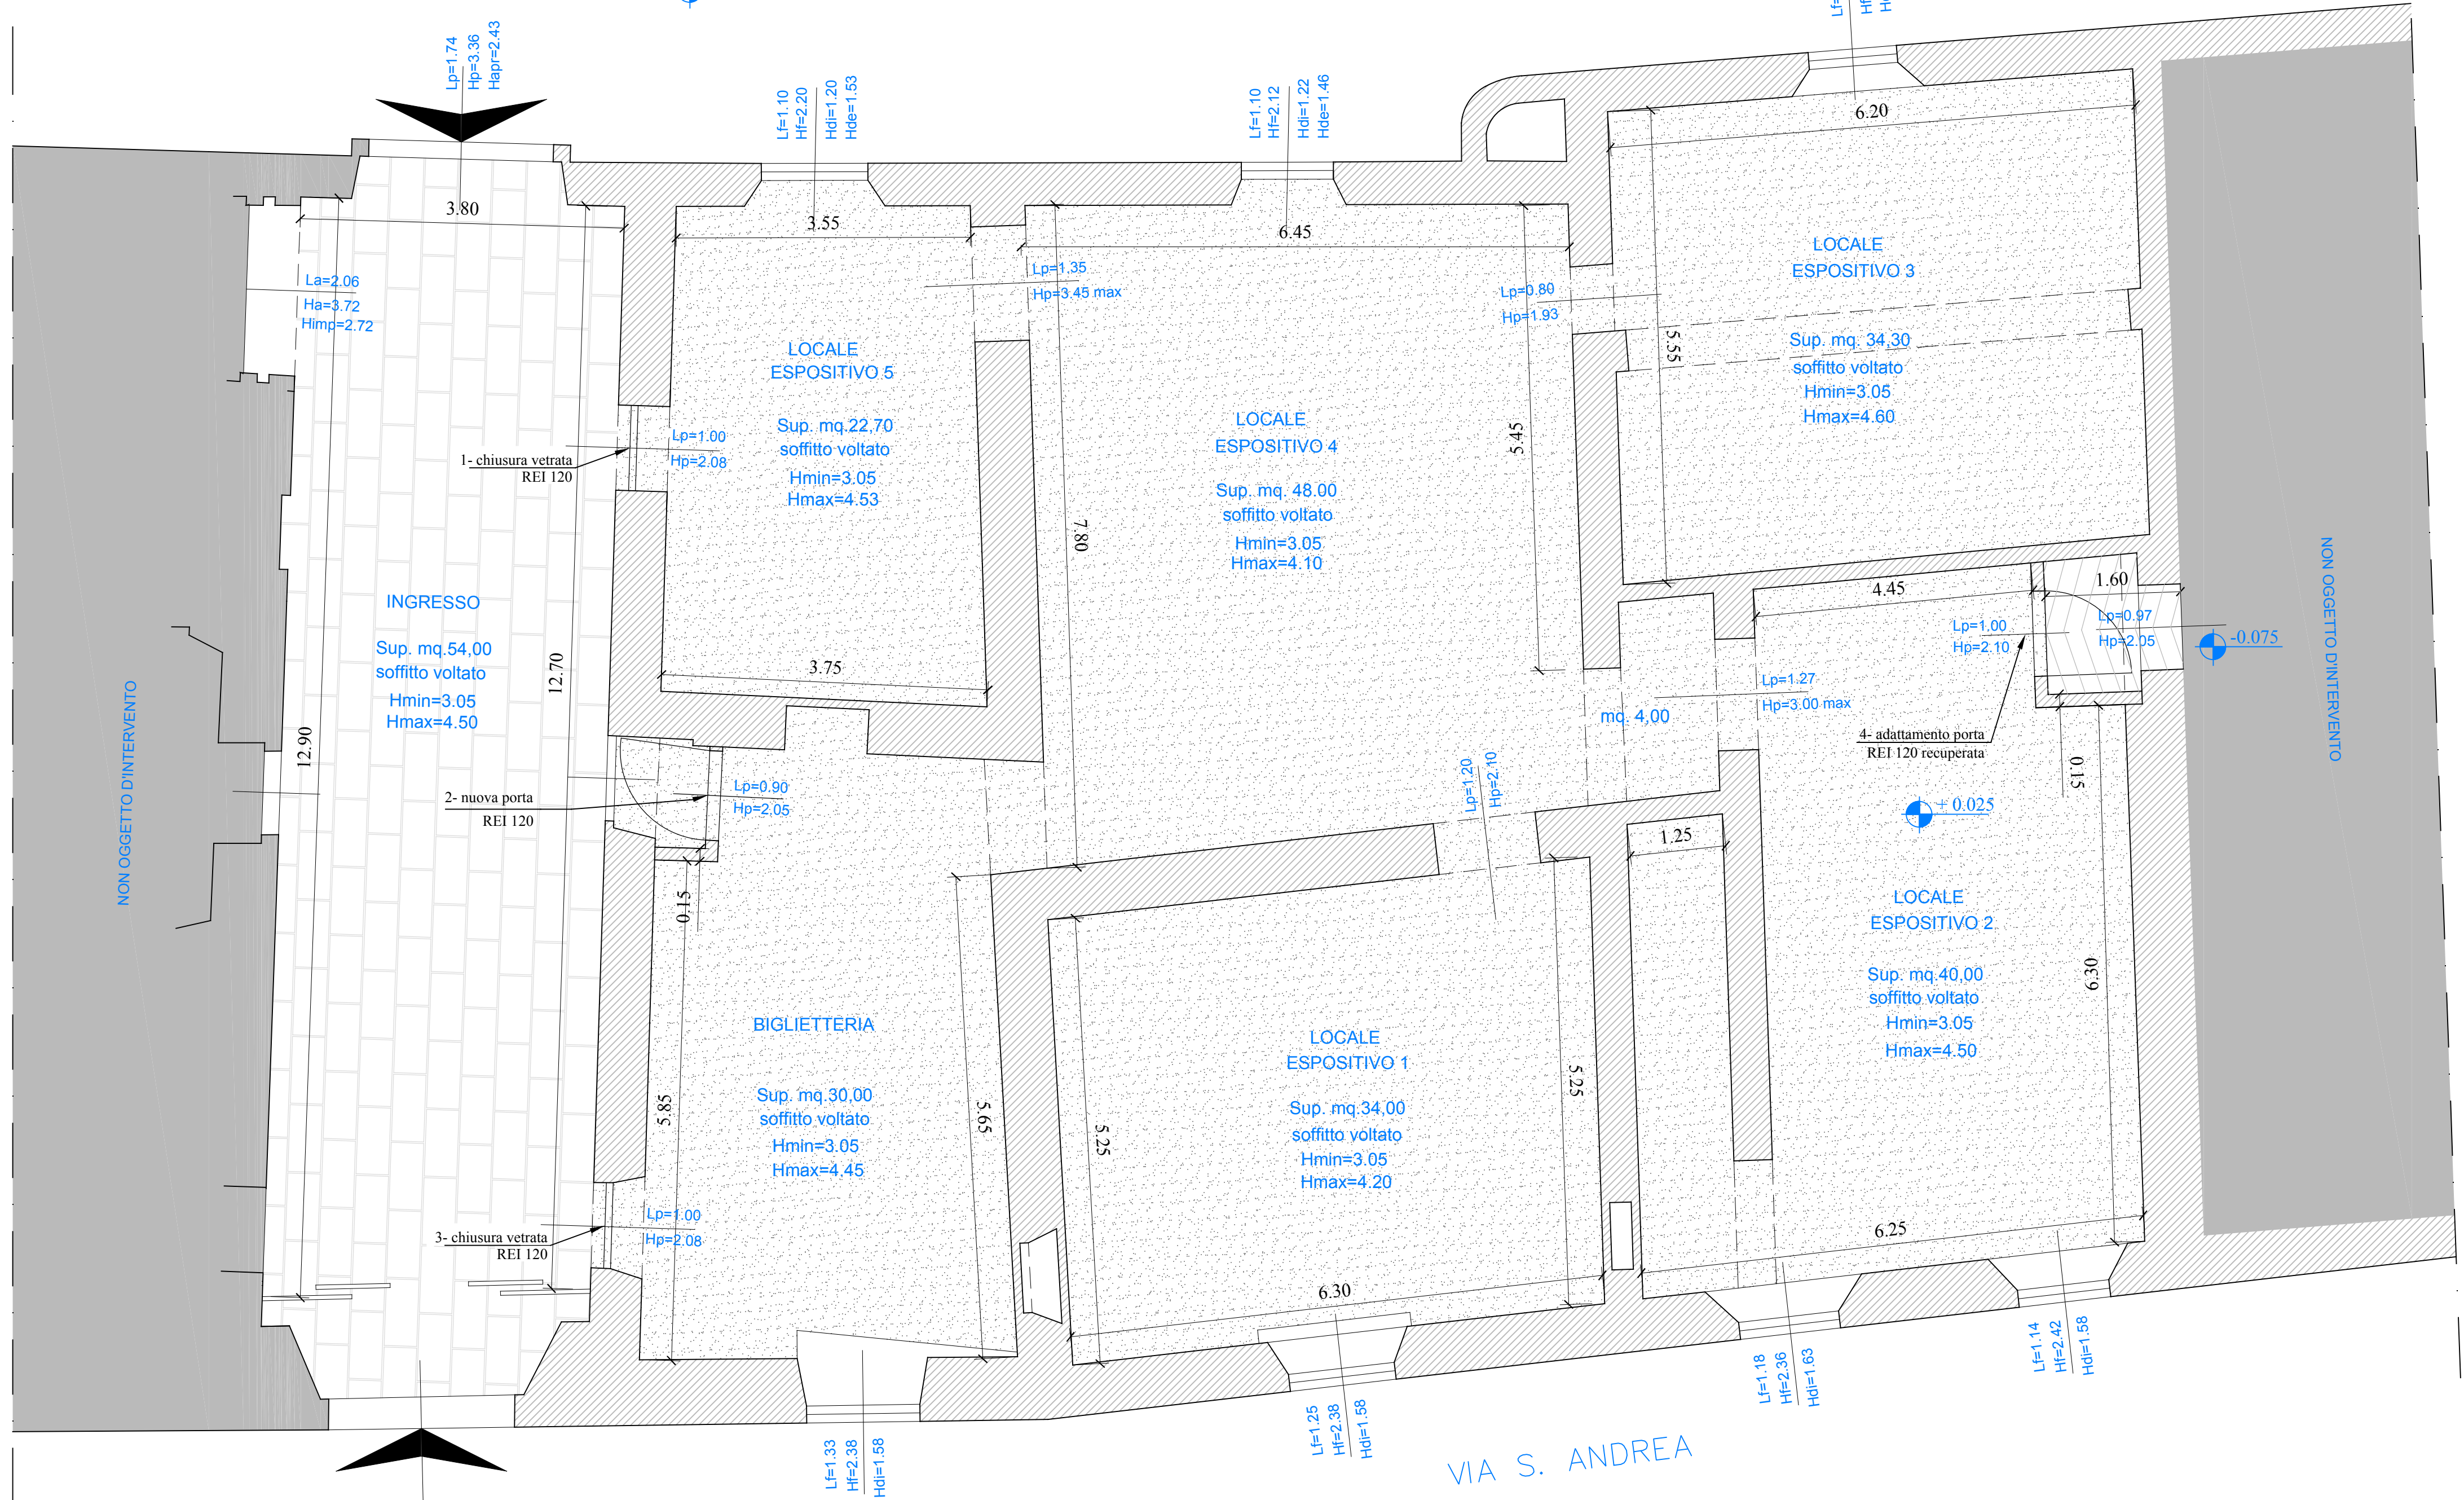 Lp=1.74
Hp=3.36
Hapr=2.43
Lf=1.10
Hf=2.20
Hdi=1.20
Hde=1.53
Lf=1.10
Hf=2.12
Hdi=1.22
Hde=1.46
3.80
La=2.06
Ha=3.72
Himp=2.72
INGRESSO
Sup. mq.54,00
soffitto voltato
Hmin=3.05
Hmax=4.50
12.90
12.70
NON OGGETTO D'INTERVENTO
1- chiusura vetrata
REI 120
2- nuova porta
REI 120
3- chiusura vetrata
REI 120
3.55
LOCALE
ESPOSITIVO 5
Sup. mq.22,70
soffitto voltato
Hmin=3.05
Hmax=4.53
Lp=1.00
Hp=2.08
3.75
Lp=1.35
Hp=3.45 max
6.45
LOCALE
ESPOSITIVO 4
Sup. mq. 48.00
soffitto voltato
Hmin=3.05
Hmax=4.10
7.80
5.45
Lp=0.80
Hp=1.93
6.20
LOCALE
ESPOSITIVO 3
Sup. mq. 34,30
soffitto voltato
Hmin=3.05
Hmax=4.60
5.55
4.45
1.60
Lp=0.97
Hp=2.05
Lp=1.00
Hp=2.10
-0.075
NON OGGETTO D'INTERVENTO
4- adattamento porta
REI 120 recuperata
Lp=1.27
Hp=3.00 max
mq. 4,00
0.15
+ 0.025
1.25
LOCALE
ESPOSITIVO 2
Sup. mq.40,00
soffitto voltato
Hmin=3.05
Hmax=4.50
6.30
6.25
Lp=1.20
Hp=2.10
Lp=0.90
Hp=2.05
0.15
BIGLIETTERIA
Sup. mq.30,00
soffitto voltato
Hmin=3.05
Hmax=4.45
5.85
5.65
Lp=1.00
Hp=2.08
LOCALE
ESPOSITIVO 1
Sup. mq.34,00
soffitto voltato
Hmin=3.05
Hmax=4.20
5.25
5.25
6.30
Lf=1.33
Hf=2.38
Hdi=1.58
Lf=1.25
Hf=2.38
Hdi=1.58
Lf=1.18
Hf=2.36
Hdi=1.63
Lf=1.14
Hf=2.42
Hdi=1.58
VIA S. ANDREA